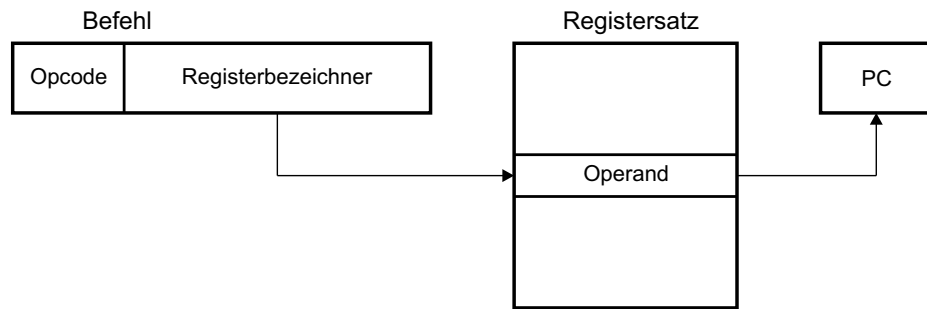 Befehl
Registersatz
Opcode
Registerbezeichner
PC
Operand